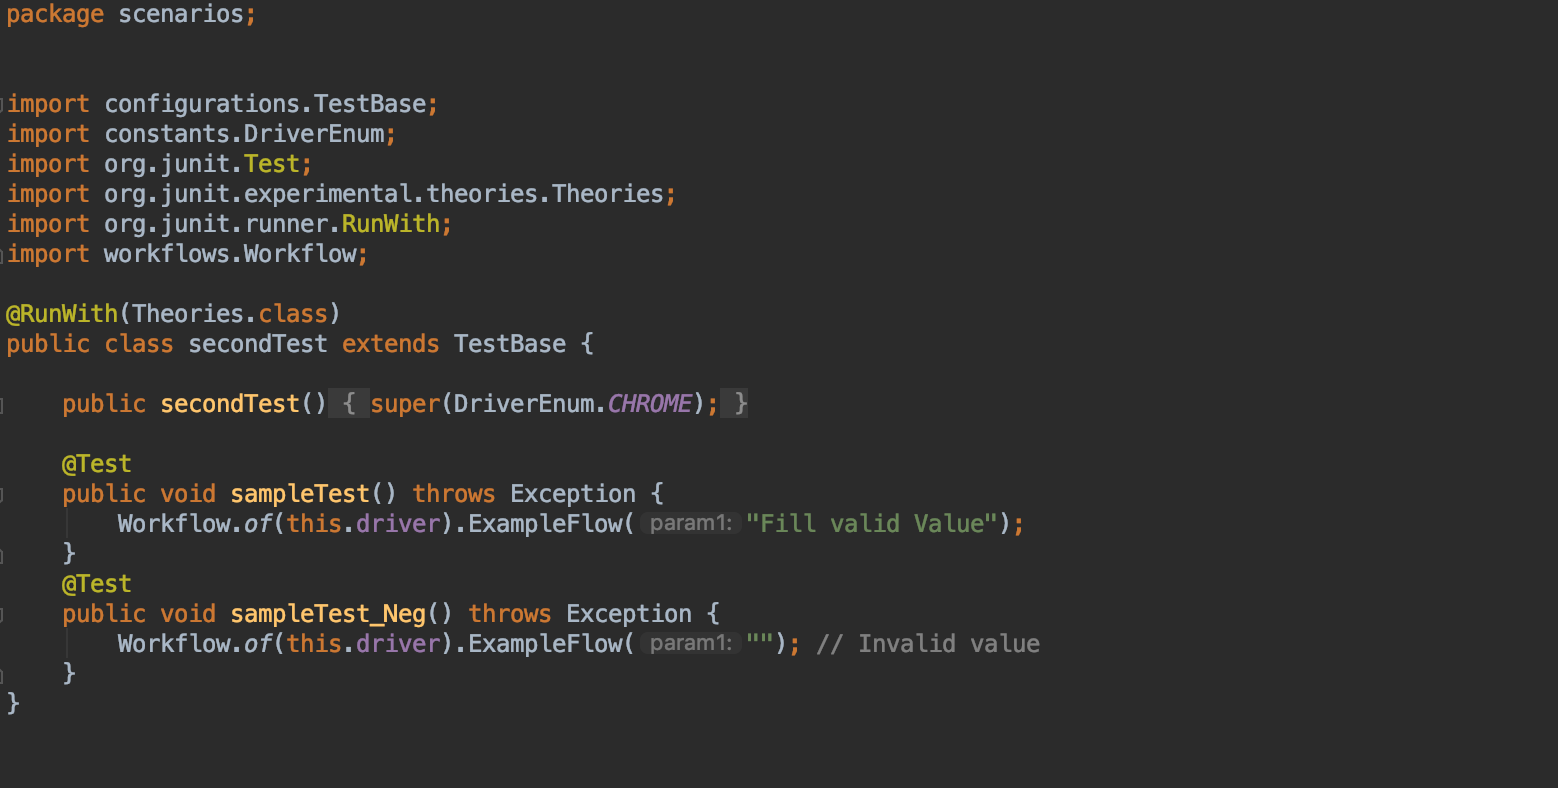 package scenarios;
import configurations.TestBase;
import constants.DriverEnum;
import org.junit.Test;
import org.junit.experimental.theories.Theories;
import org.junit.runner.RunWith;
import workflows.Workflow;
@RunWith(Theories.class)
public class secondTest extends TestBase {
public secondTest() { super(DriverEnum.CHROME); }
@Test
public void sampleTest() throws Exception {
Workflow.of(this.driver).ExampleFlow( param1: "Fill valid Value");
}
@Test
public void sampleTest_Neg() throws Exception {
Workflow.of(this.driver).ExampleFlow( param1: ""); // Invalid value
}
}